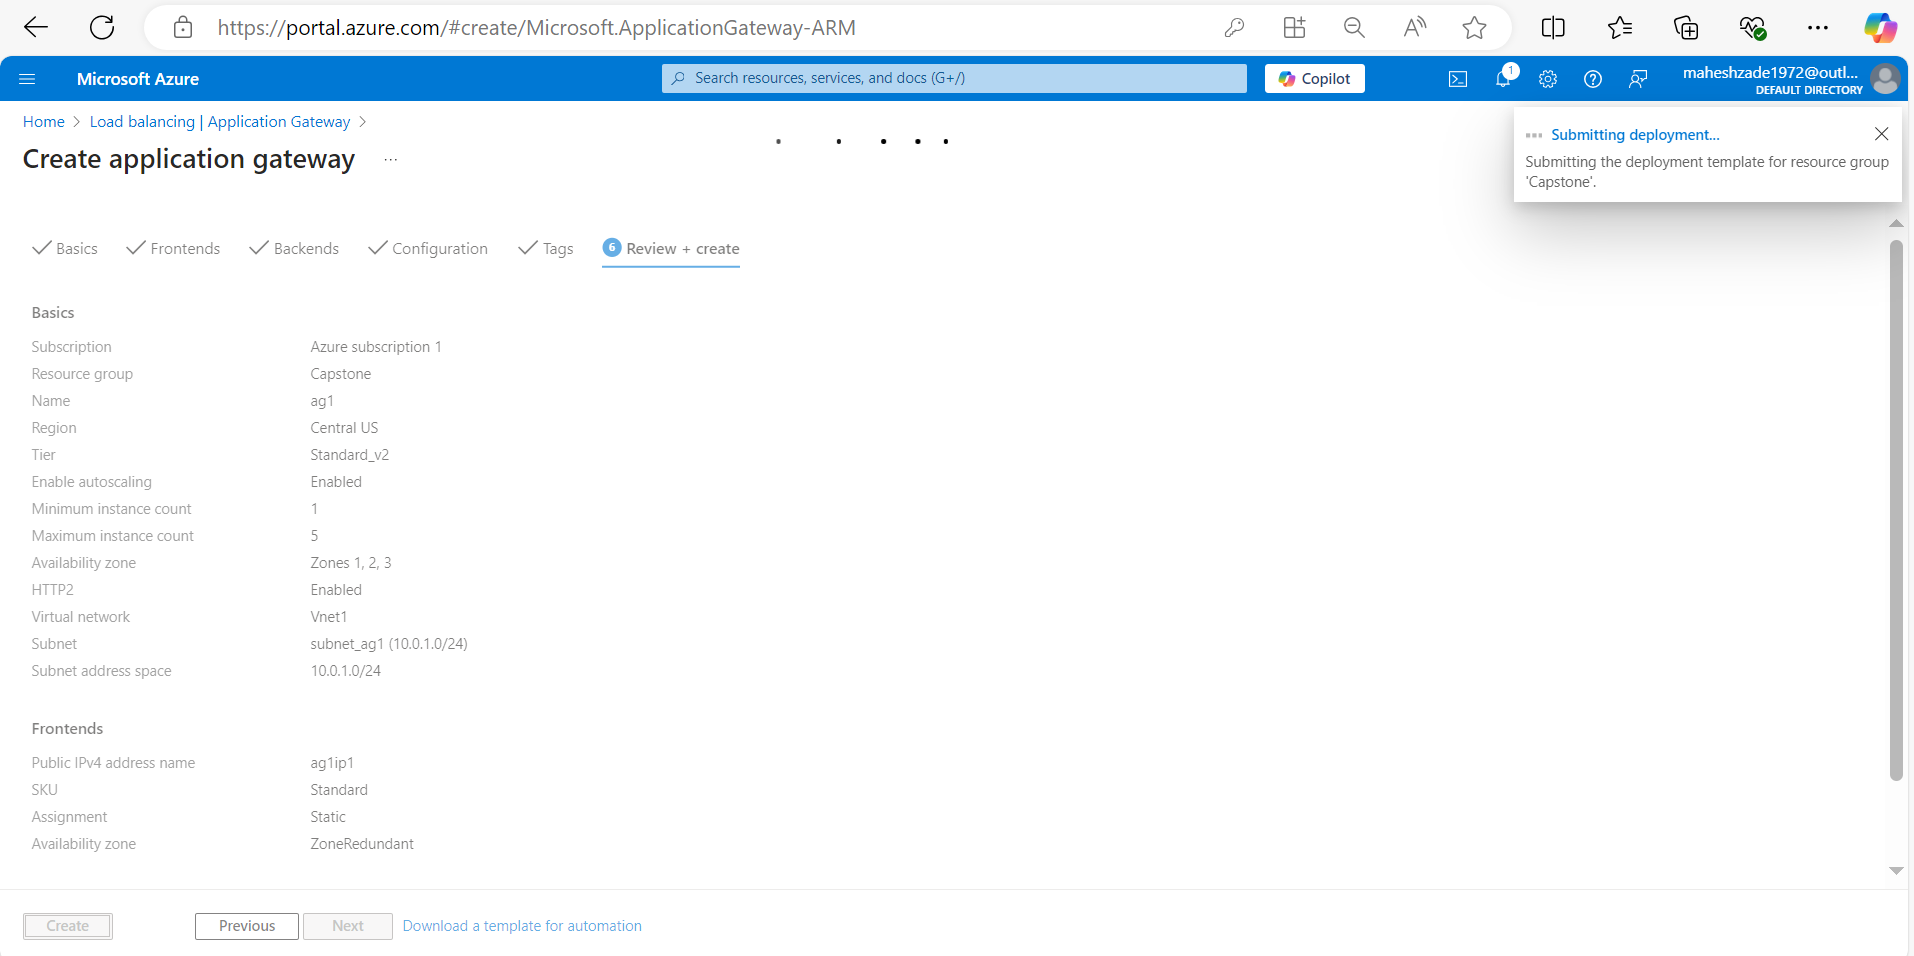 https://portal.azure.com/#create/Microsoft.ApplicationGateway-ARM
Microsoft Azure
Search resources, services, and docs (G+/)
Copilot
1
maheshzade1972@outl...
DEFAULT DIRECTORY
Home > Load balancing | Application Gateway >
Create application gateway ...
Submitting deployment...
Submitting the deployment template for resource group
'Capstone'.
Basics Frontends Backends Configuration Tags 6 Review + create
Basics
Subscription Azure subscription 1
Resource group Capstone
Name ag1
Region Central US
Tier Standard_v2
Enable autoscaling Enabled
Minimum instance count 1
Maximum instance count 5
Availability zone Zones 1, 2, 3
HTTP2 Enabled
Virtual network Vnet1
Subnet subnet_ag1 (10.0.1.0/24)
Subnet address space 10.0.1.0/24
Frontends
Public IPv4 address name ag1ip1
SKU Standard
Assignment Static
Availability zone ZoneRedundant
Create Previous Next Download a template for automation